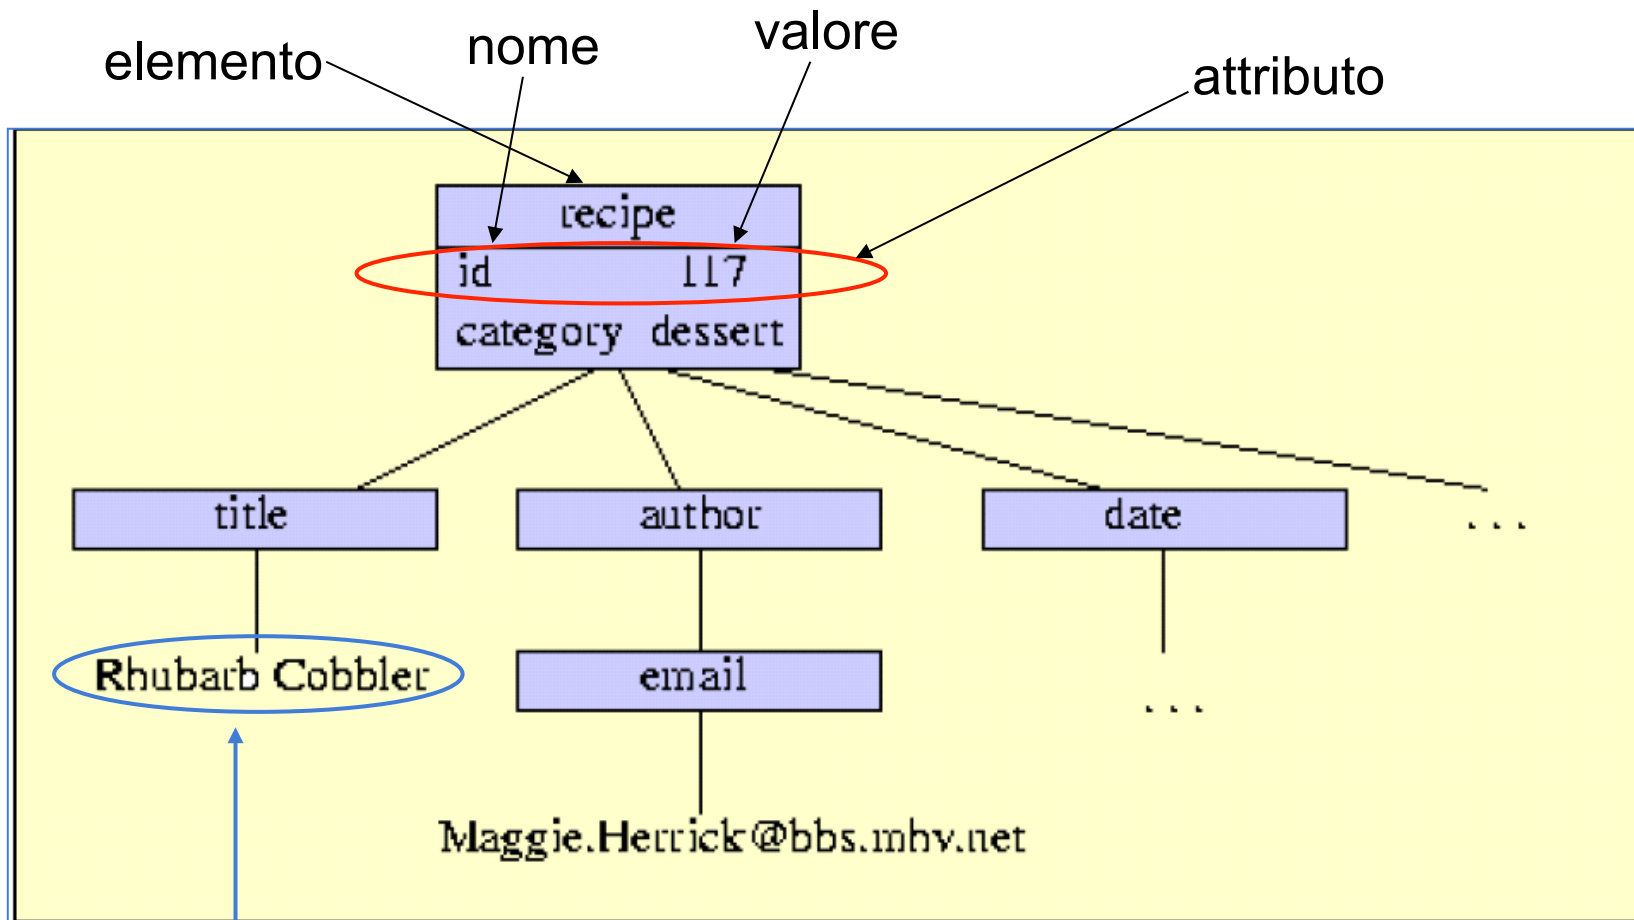 elemento
nome
valore
attributo
recipe
id 117
category dessert
title
author
date
. . .
Rhubarb Cobbler
email
. . .
Maggie.Herrick@bbs.mhv.net